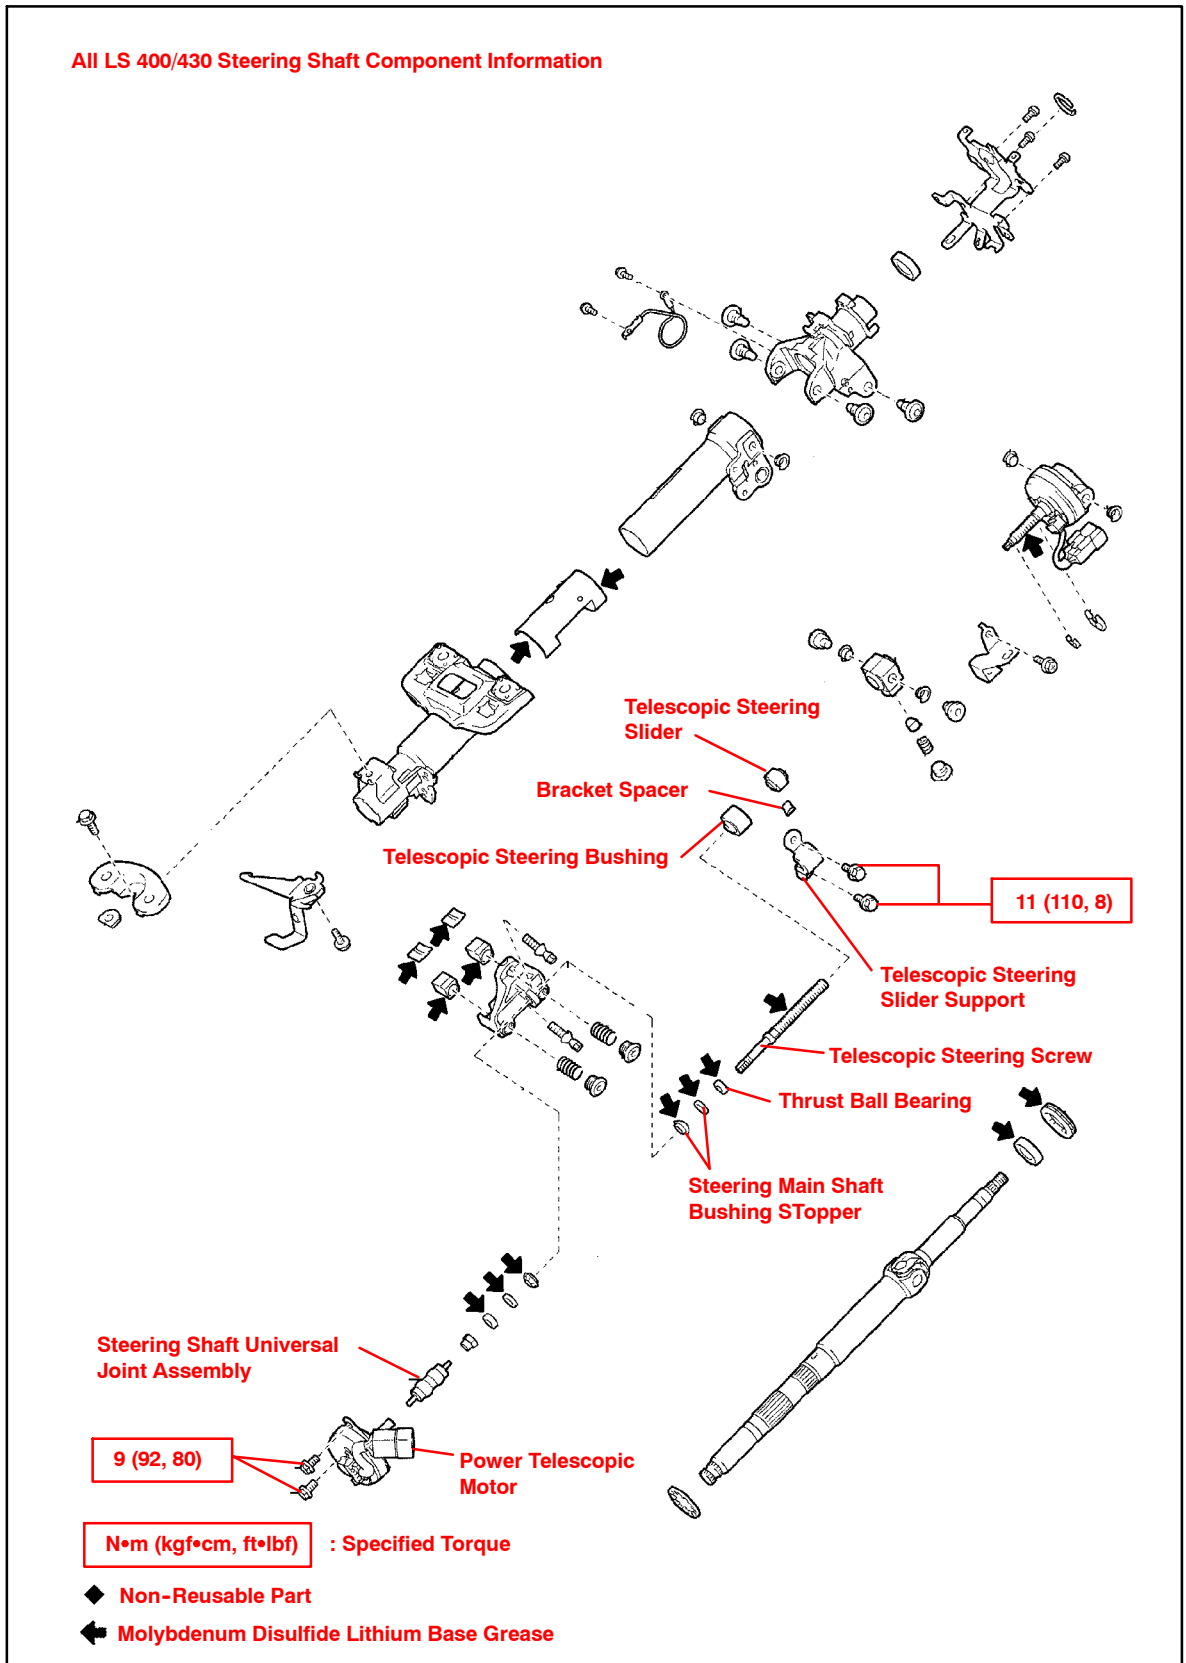 All LS 400/430 Steering Shaft Component Information
Telescopic Steering
Slider
Bracket Spacer
Telescopic Steering Bushing
11 (110, 8)
Telescopic Steering
Slider Support
Telescopic Steering Screw
Thrust Ball Bearing
Steering Main Shaft
Bushing STopper
Steering Shaft Universal
Joint Assembly
9 (92, 80)
Power Telescopic
Motor
N•m (kgf•cm, ft•lbf) : Specified Torque
Non-Reusable Part
Molybdenum Disulfide Lithium Base Grease